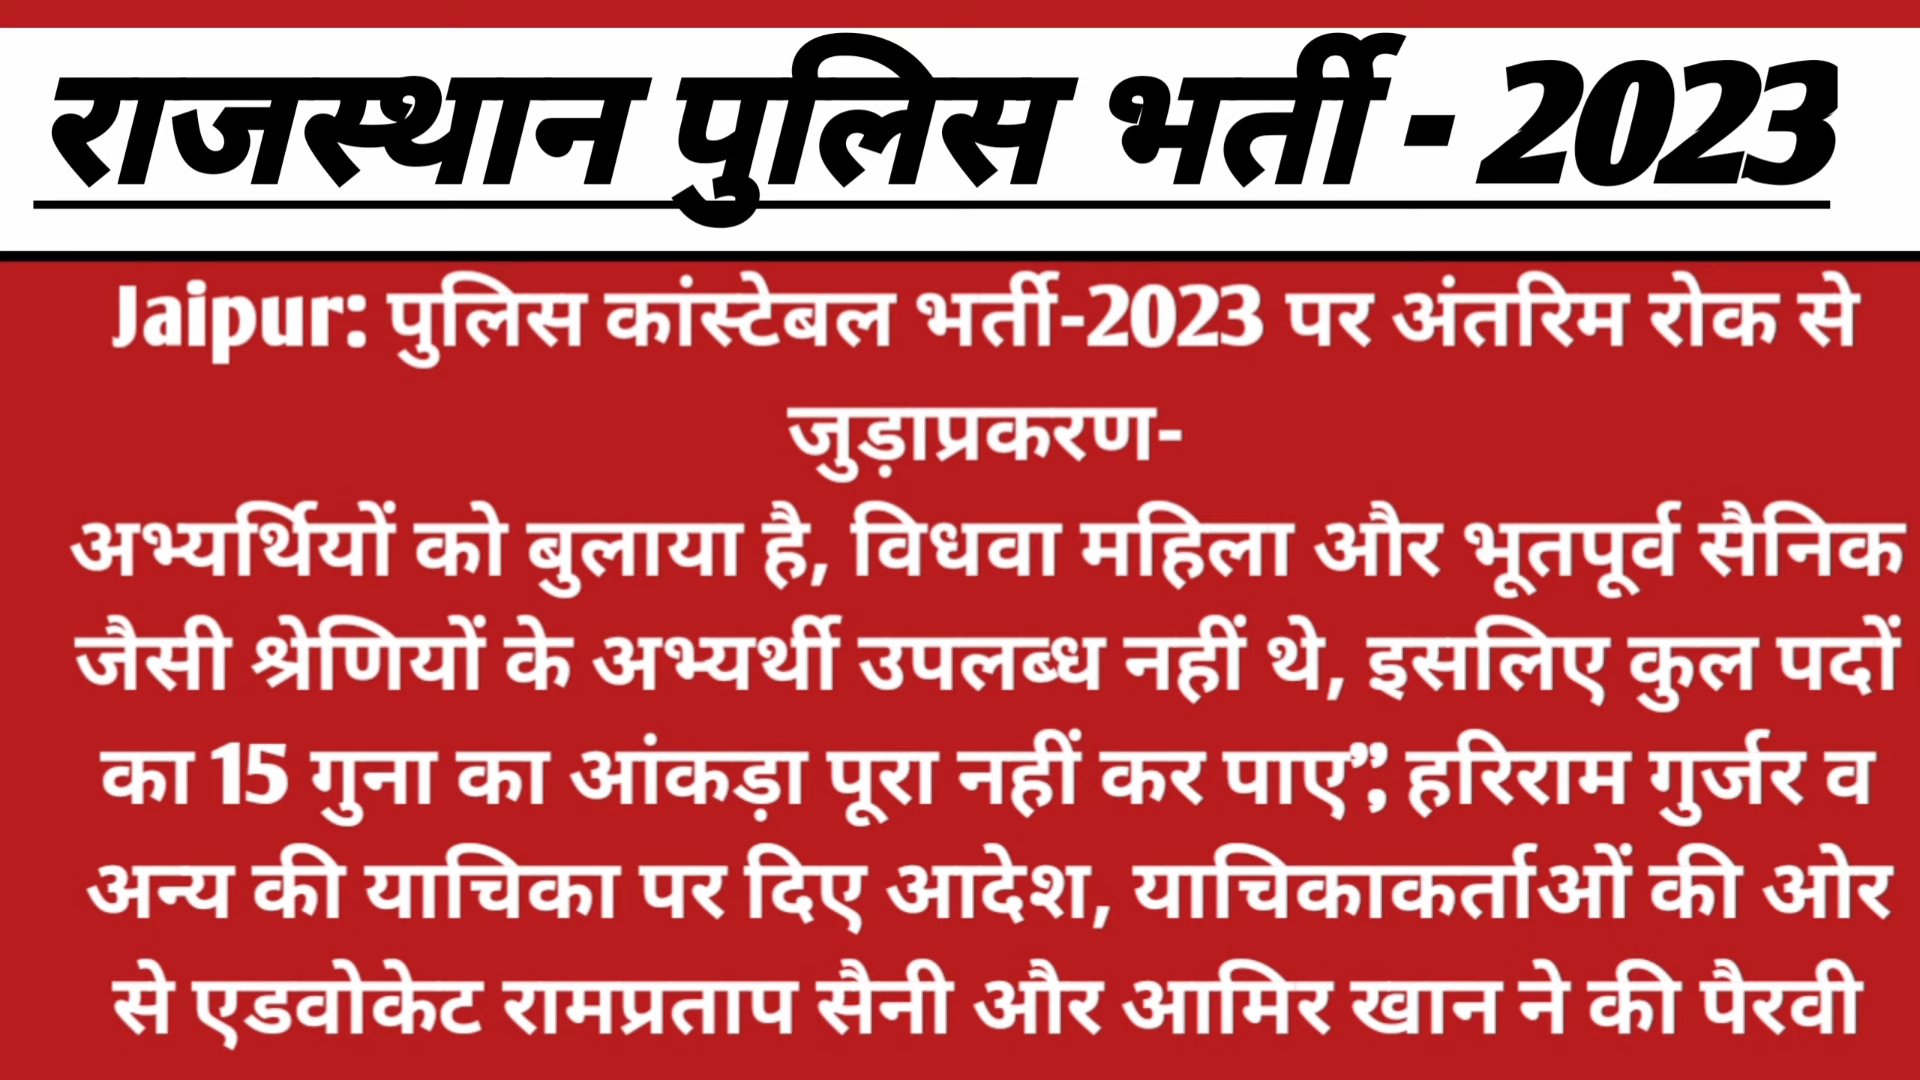 राजस्थान पुलिस भर्ती - 2023
Jaipur: पुलिस कांस्टेबल भर्ती-2023 पर अंतरिम रोक से
जुड़ाप्रकरण-
अभ्यर्थियों को बुलाया है, विधवा महिला और भूतपूर्व सैनिक
जैसी श्रेणियों के अभ्यर्थी उपलब्ध नहीं थे, इसलिए कुल पदों
का 15 गुना का आंकड़ा पूरा नहीं कर पाए”; हरिराम गुर्जर व
अन्य की याचिका पर दिए आदेश, याचिकाकर्ताओं की ओर
से एडवोकेट रामप्रताप सैनी और आमिर खान ने की पैरवी